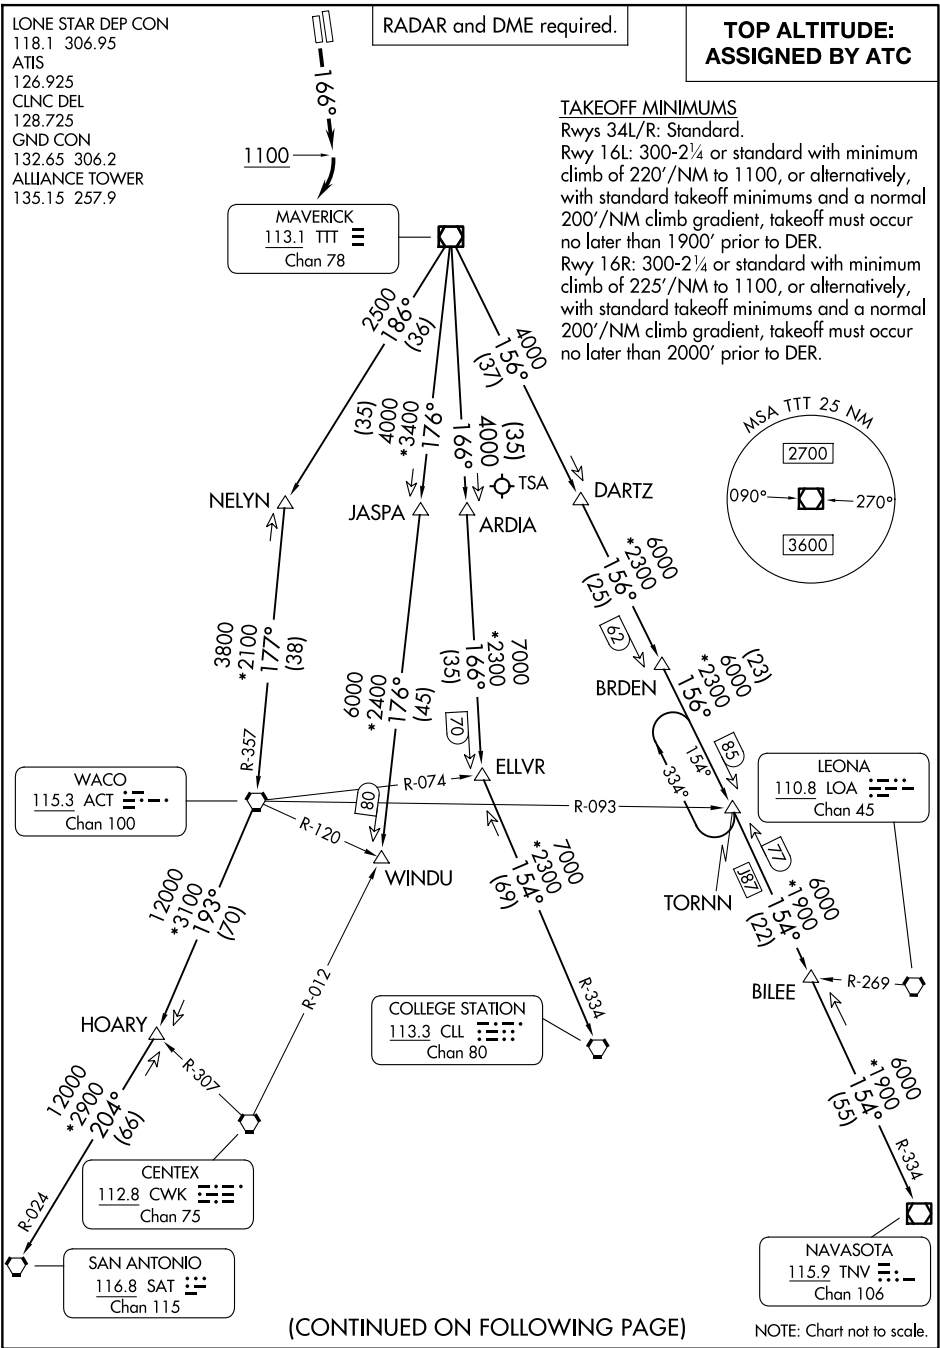 LONE STAR DEP CON
118.1 306.95
ATIS
126.925
CLNC DEL
128.725
GND CON
132.65 306.2
ALLIANCE TOWER
135.15 257.9
RADAR and DME required.
TOP ALTITUDE:
ASSIGNED BY ATC
TAKEOFF MINIMUMS
Rwys 34L/R: Standard.
Rwy 16L: 300-2¼ or standard with minimum
climb of 220'/NM to 1100, or alternatively,
with standard takeoff minimums and a normal
200'/NM climb gradient, takeoff must occur
no later than 1900' prior to DER.
Rwy 16R: 300-2¼ or standard with minimum
climb of 225'/NM to 1100, or alternatively,
with standard takeoff minimums and a normal
200'/NM climb gradient, takeoff must occur
no later than 2000' prior to DER.
166°
1100
MAVERICK
113.1 TTT
Chan 78
2500
186°
(36)
(35)
4000
*3400
176°
(35)
4000
166°
4000
156°
(37)
MSA TTT 25 NM
2700
090°
270°
3600
NELYN
JASPA
TSA
ARDIA
DARTZ
3800
*2100
177°
(38)
6000
*2400
176°
(45)
7000
*2300
166°
(35)
6000
*2300
156°
(25)
62
BRDEN
(23)
6000
*2300
156°
R-357
80
70
ELLVR
154°
334°
85
WACO
115.3 ACT
Chan 100
R-074
R-093
R-120
WINDU
TORNN
LEONA
110.8 LOA
Chan 45
12000
*3100
193°
(70)
7000
*2300
154°
(69)
77
J87
6000
*1900
154°
(22)
BILEE
R-269
R-012
HOARY
R-307
COLLEGE STATION
113.3 CLL
Chan 80
R-334
12000
*2900
204°
(66)
6000
*1900
154°
(55)
R-334
CENTEX
112.8 CWK
Chan 75
R-024
SAN ANTONIO
116.8 SAT
Chan 115
NAVASOTA
115.9 TNV
Chan 106
(CONTINUED ON FOLLOWING PAGE)
NOTE: Chart not to scale.